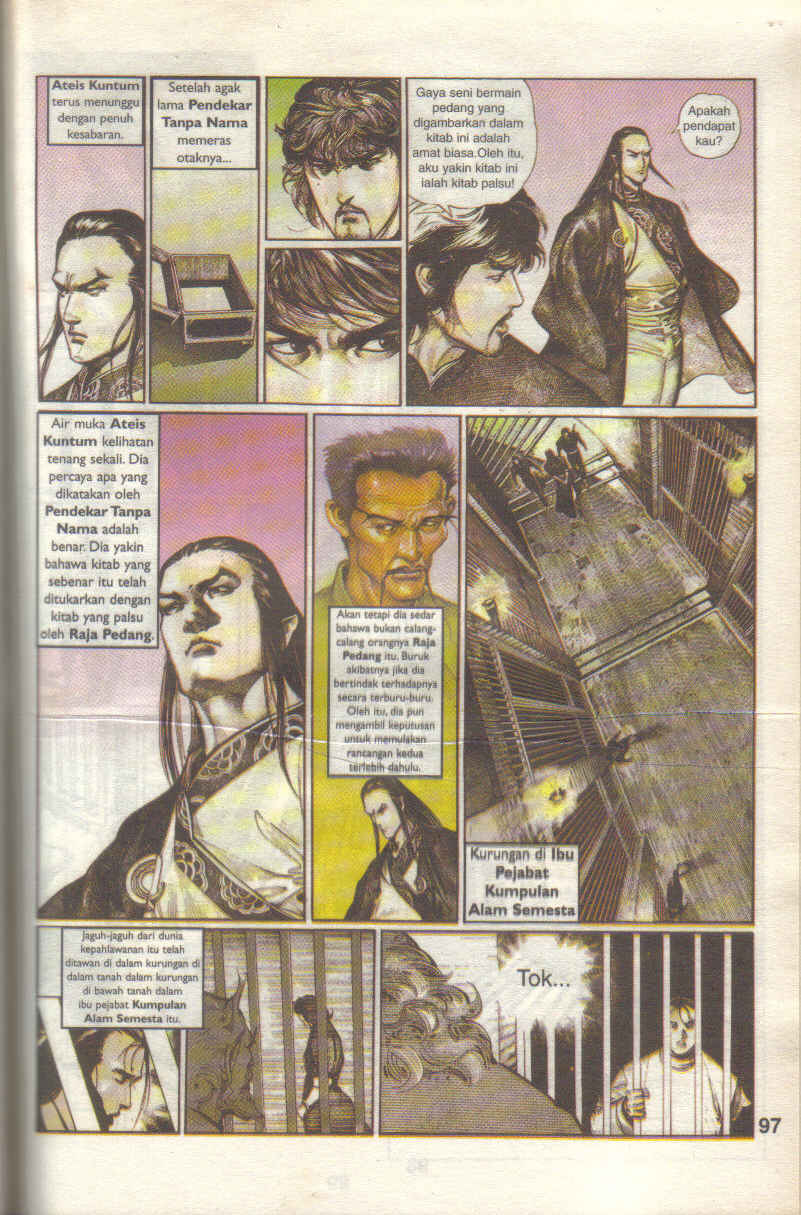 Ateis Kuntum
terus menunggu
dengan penuh
kesabaran.
Setelah agak
lama Pendekar
Tanpa Nama
memeras
otaknya...
Gaya seni bermain
pedang yang
digambarkan dalam
kitab ini adalah
amat biasa.Oleh itu,
aku yakin kitab ini
ialah kitab palsu!
Apakah
pendapat
kau?
Air muka Ateis
Kuntum kelihatan
tenang sekali. Dia
percaya apa yang
dikatakan oleh
Pendekar Tanpa
Nama adalah
benar. Dia yakin
bahawa kitab yang
sebenar itu telah
ditukarkan dengan
kitab yang palsu
oleh Raja Pedang.
Akan tetapi dia sedar
bahawa bukan calang-
calang orangnya Raja
Pedang itu. Buruk
akibatnya jika dia
bertindak terhadapnya
secara terburu-buru.
Oleh itu, dia pun
mengambil keputusan
untuk memulakan
rancangan kedua
terlebih dahulu.
Kurungan di Ibu
Pejabat
Kumpulan
Alam Semesta
Jaguh-jaguh dari dunia
kepahlawanan itu telah
ditawan di dalam kurungan di
dalam tanah dalam kurungan
di bawah tanah dalam
ibu pejabat Kumpulan
Alam Semesta itu.
Tok...
97